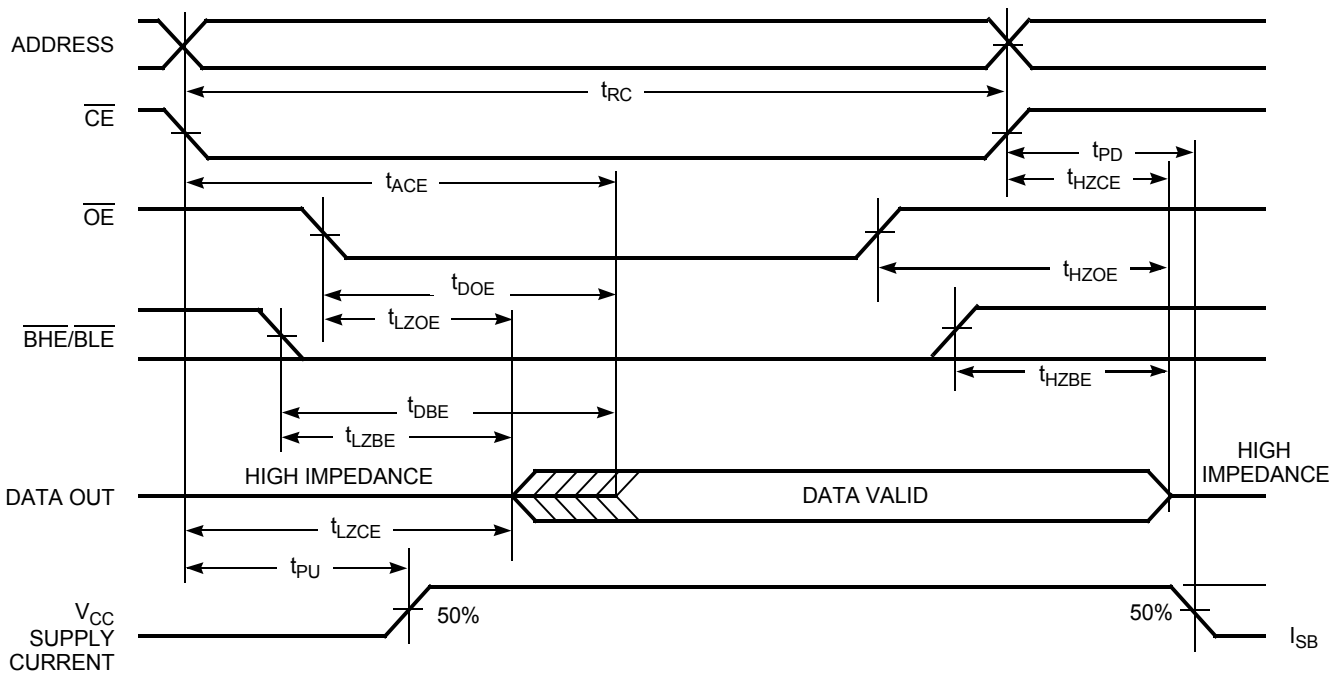 ADDRESS
tRC
CE
tPD
tACE
tHZCE
OE
tHZOE
tDOE
tLZOE
BHE/BLE
tHZBE
tDBE
tLZBE
HIGH IMPEDANCE
HIGH
IMPEDANCE
DATA OUT
DATA VALID
tLZCE
tPU
VCC
SUPPLY
CURRENT
50%
50%
ISB